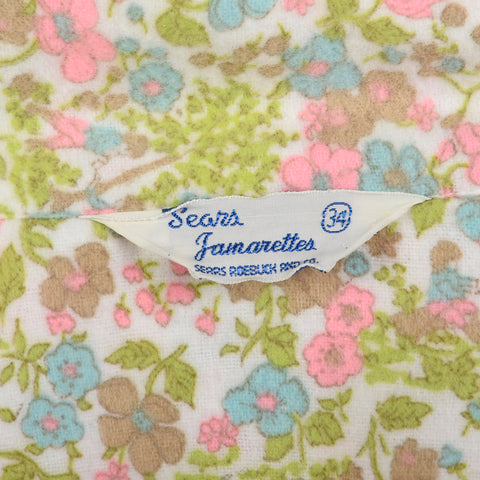 Sears 34
Jamarettes
SEARS ROEBUCK AND CO.